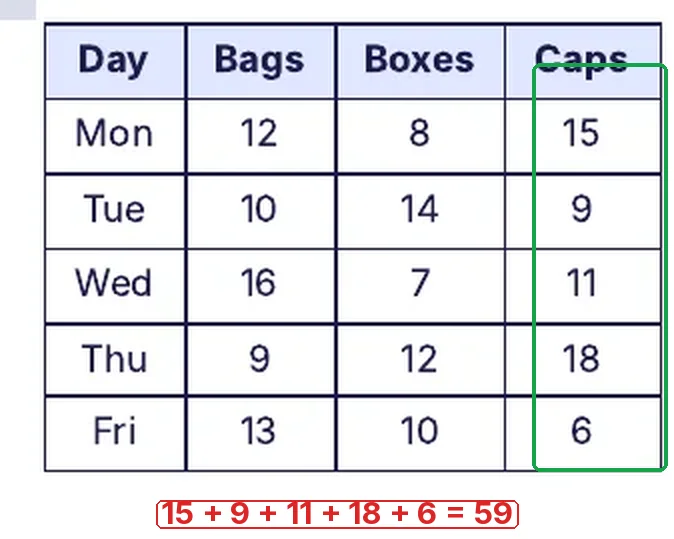 Day Bags Boxes Caps
Mon 12 8 15
Tue 10 14 9
Wed 16 7 11
Thu 9 12 18
Fri 13 10 6
15 + 9 + 11 + 18 + 6 = 59